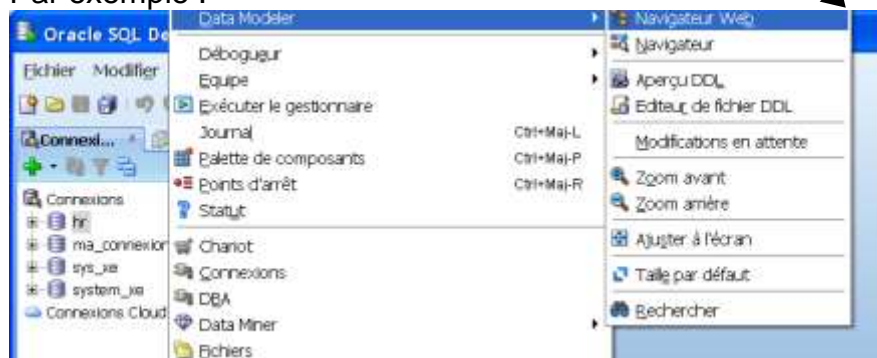 Par exemple :
Oracle SQL De
Fichier Modifier
Connexi...
Connexions
hr
ma_connexior
sys_xe
system_xe
Connexions Cloud
Data Modeler
Débogueur
Equipe
Exécuter le gestionnaire
Journal Ctrl+Maj-L
Palette de composants Ctrl+Maj-P
Points d'arrêt Ctrl+Maj-R
Statut
Chariot
Connexions
DBA
Data Miner
Fichiers
Navigateur Web
Navigateur
Aperçu DDL
Editeur de fichier DDL
Modifications en attente
Zoom avant
Zoom arrière
Ajuster à l'écran
Taille par défaut
Rechercher